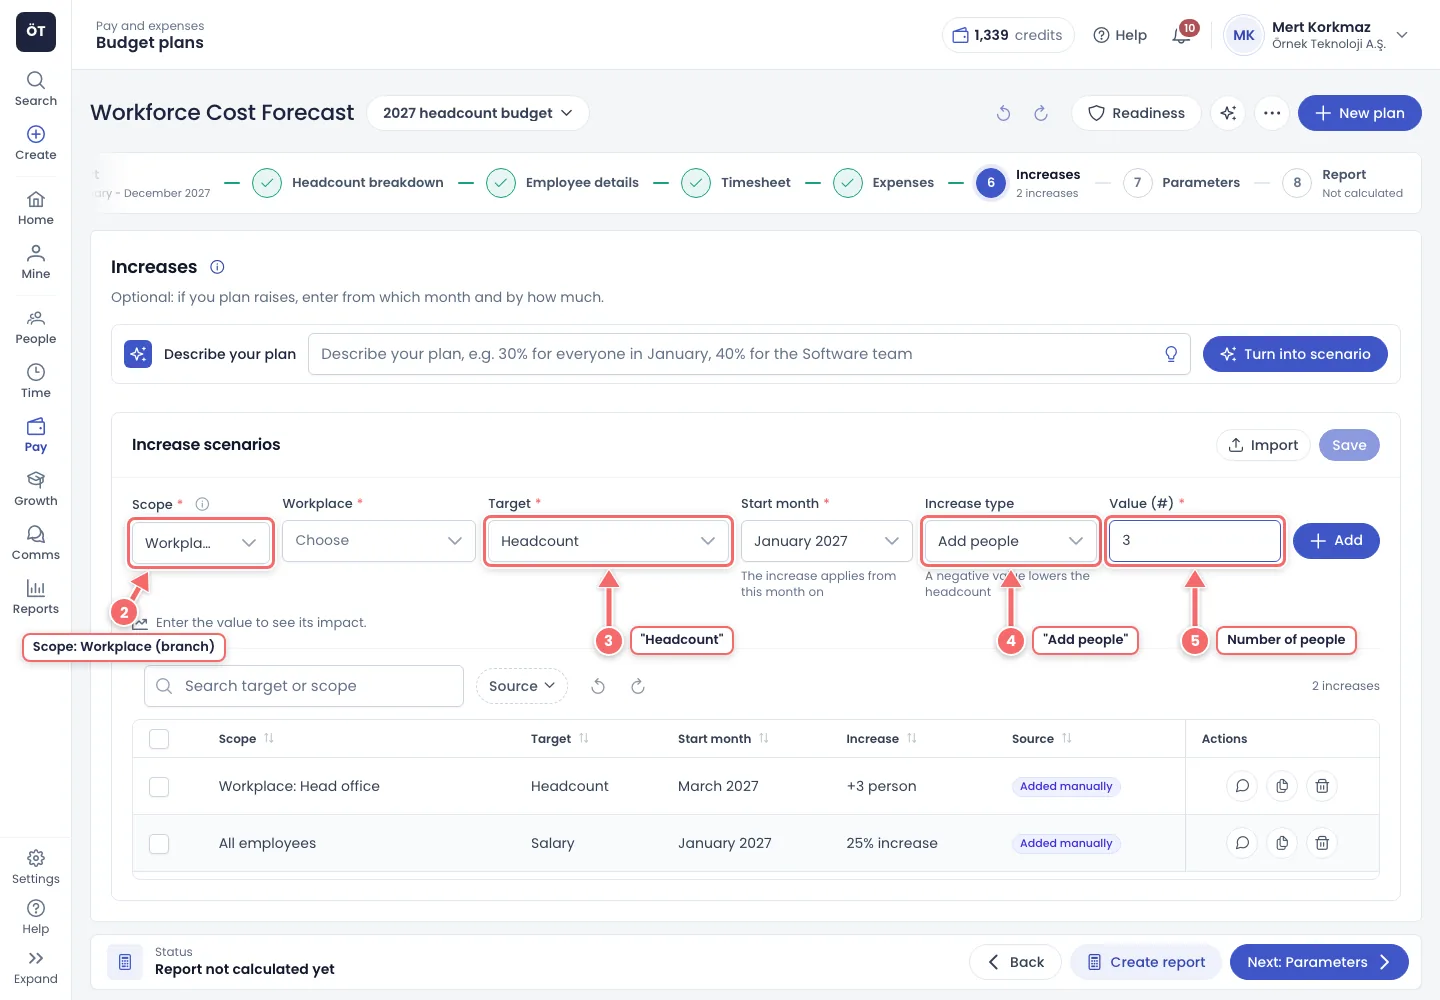 ÖT
Search
Create
Home
Mine
People
Time
Pay
Growth
Comms
Reports
Settings
Help
Expand
Pay and expenses
Budget plans
1,339 credits
Help
10
MK
Mert Korkmaz
Örnek Teknoloji A.Ş.
Workforce Cost Forecast
2027 headcount budget
Readiness
New plan
- December 2027
Headcount breakdown
Employee details
Timesheet
Expenses
6
Increases
2 increases
7
Parameters
8
Report
Not calculated
Increases
Optional: if you plan raises, enter from which month and by how much.
Describe your plan
Describe your plan, e.g. 30% for everyone in January, 40% for the Software team
Turn into scenario
Increase scenarios
Import
Save
Scope *
Workpla...
Workplace *
Choose
Target *
Headcount
Start month *
January 2027
The increase applies from
this month on
Increase type
Add people
A negative value lowers the
headcount
Value (#) *
3
Add
2
Scope: Workplace (branch)
3
"Headcount"
4
"Add people"
5
Number of people
Enter the value to see its impact.
Search target or scope
Source
2 increases
Scope Target Start month Increase Source Actions
Workplace: Head office Headcount March 2027 +3 person Added manually
All employees Salary January 2027 25% increase Added manually
Status
Report not calculated yet
Back
Create report
Next: Parameters